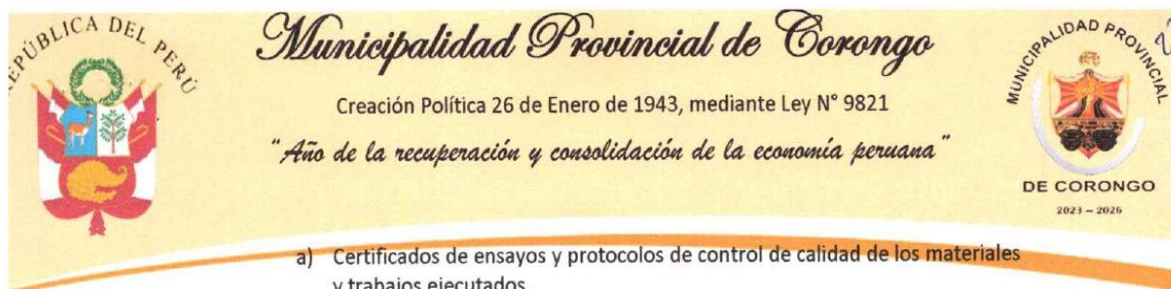 REPÚBLICA DEL PERÚ
Municipalidad Provincial de Corongo
Creación Política 26 de Enero de 1943, mediante Ley N° 9821
"Año de la recuperación y consolidación de la economía peruana"
MUNICIPALIDAD PROVINCIAL
DE CORONGO
2023 – 2026
a) Certificados de ensayos y protocolos de control de calidad de los materiales
y trabajos ejecutados